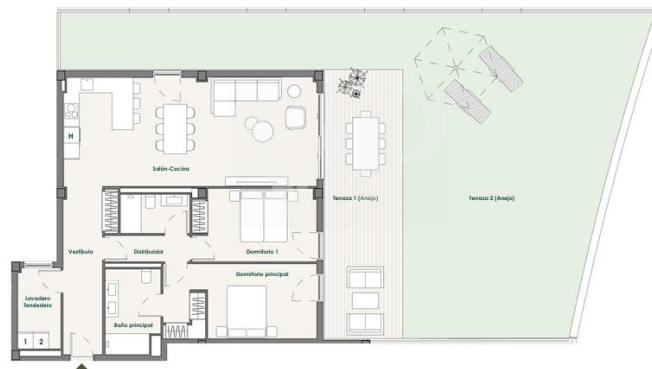 H
Salón-Cocina
Terraza 1 (Anejo)
Terraza 2 (Anejo)
Vestíbulo
Distribuidor
Dormitorio 1
Dormitorio principal
Lavadero
Tendedero
Baño principal
1 2